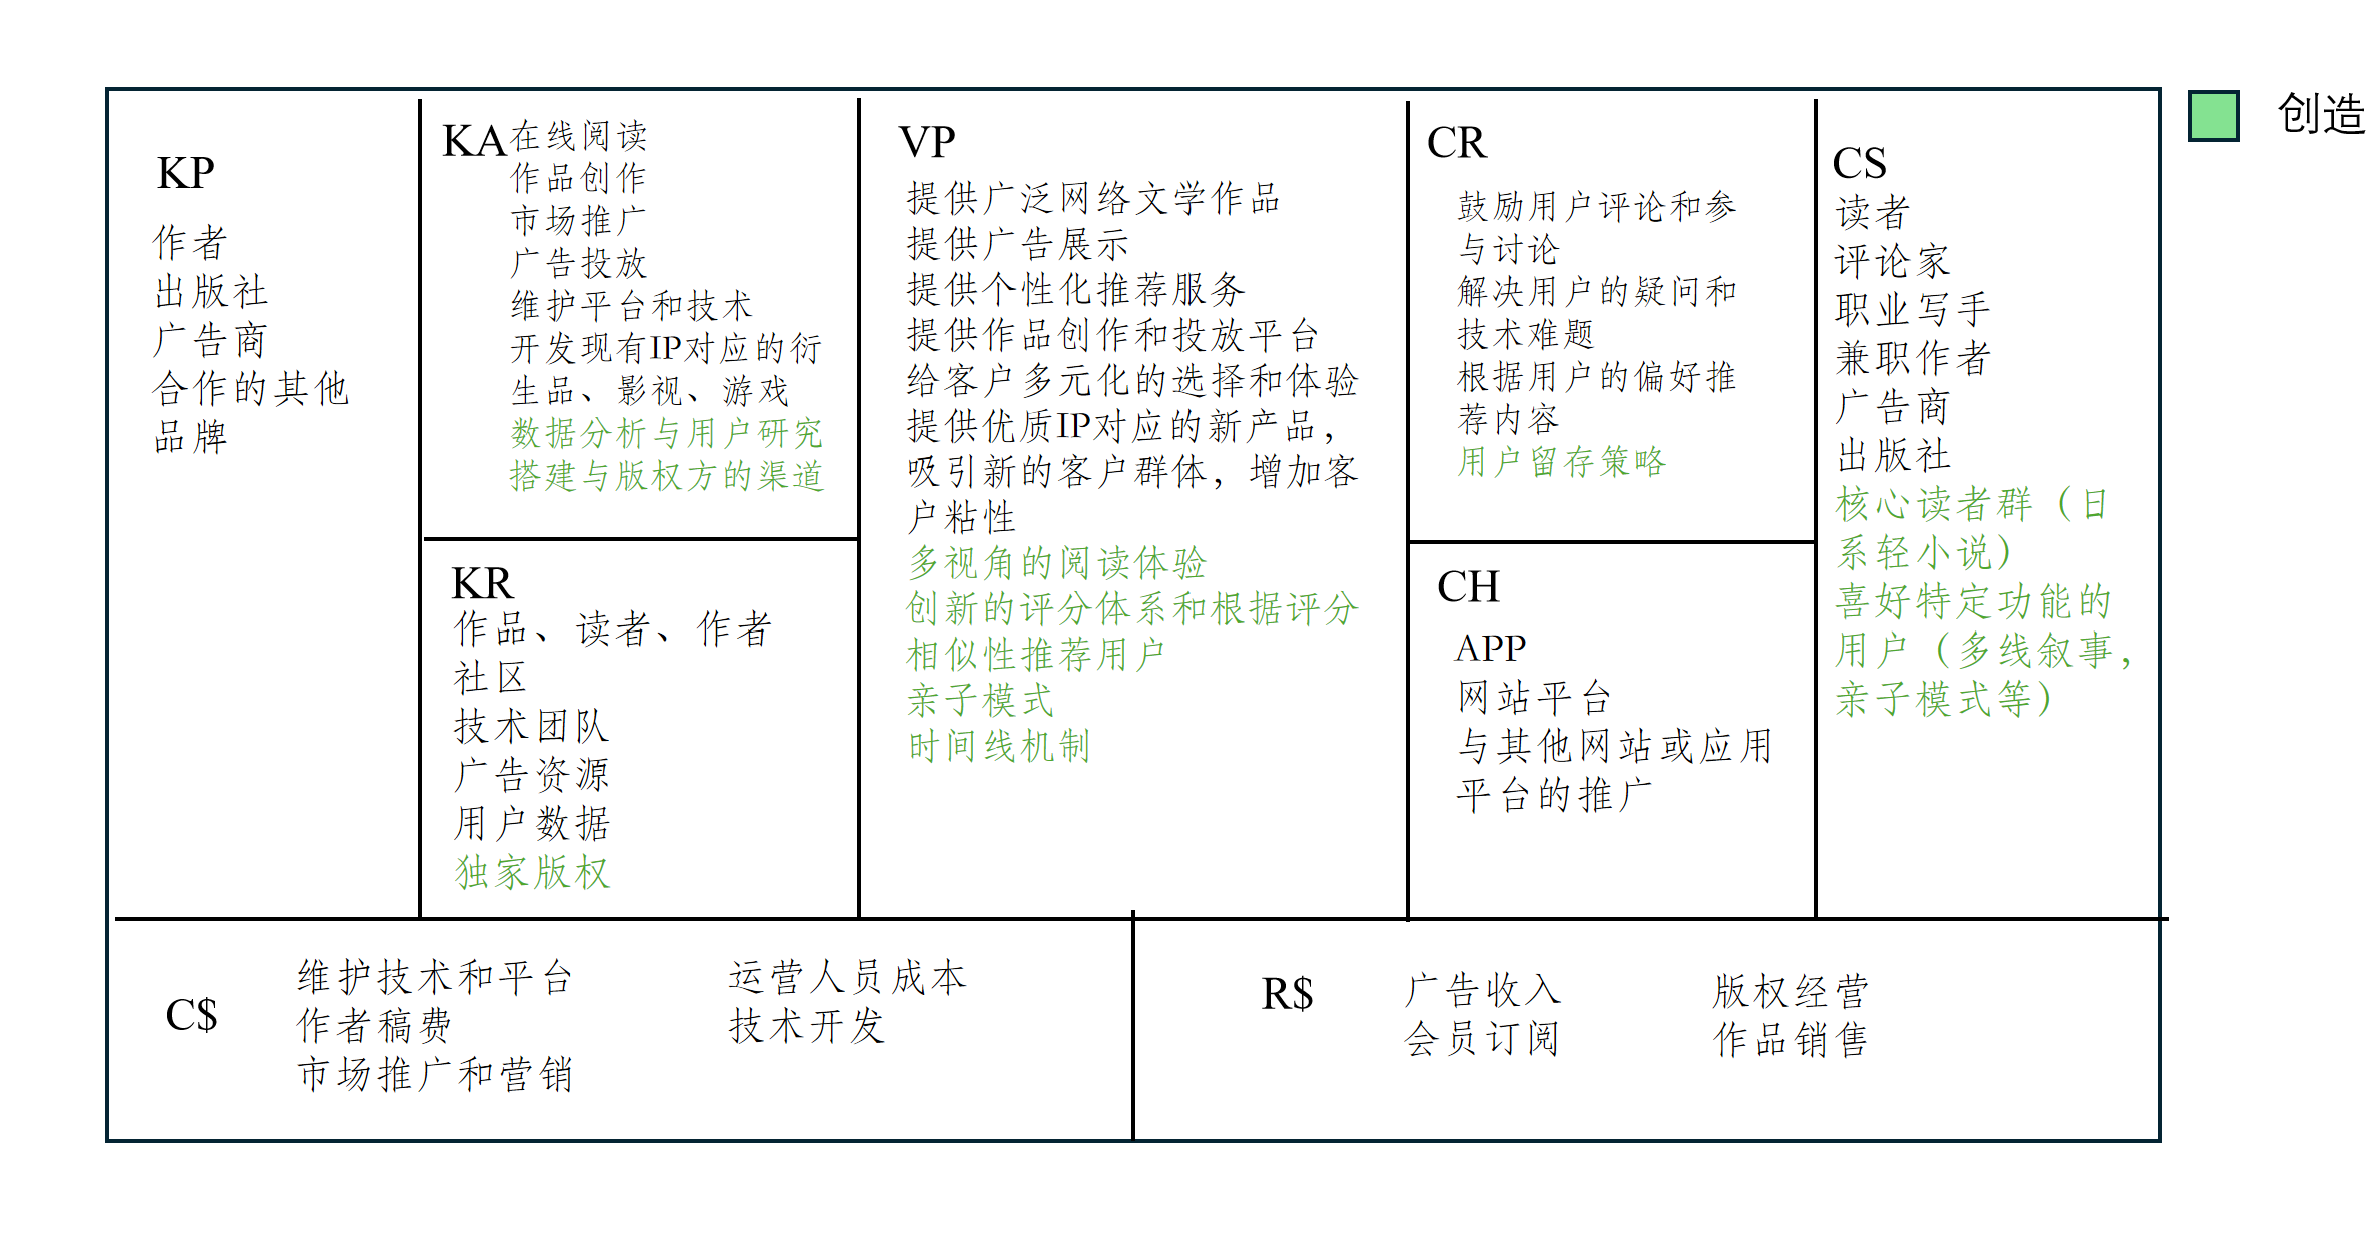 KP
作者
出版社
广告商
合作的其他
品牌
KA
在线阅读
作品创作
市场推广
广告投放
维护平台和技术
开发现有IP对应的衍
生品、影视、游戏
数据分析与用户研究
搭建与版权方的渠道
KR
作品、读者、作者
社区
技术团队
广告资源
用户数据
独家版权
VP
提供广泛网络文学作品
提供广告展示
提供个性化推荐服务
提供作品创作和投放平台
给客户多元化的选择和体验
提供优质IP对应的新产品，
吸引新的客户群体，增加客
户粘性
多视角的阅读体验
创新的评分体系和根据评分
相似性推荐用户
亲子模式
时间线机制
CR
鼓励用户评论和参
与讨论
解决用户的疑问和
技术难题
根据用户的偏好推
荐内容
用户留存策略
CH
APP
网站平台
与其他网站或应用
平台的推广
CS
读者
评论家
职业写手
兼职作者
广告商
出版社
核心读者群（日
系轻小说）
喜好特定功能的
用户（多线叙事，
亲子模式等）
创造
C$
维护技术和平台
作者稿费
市场推广和营销
运营人员成本
技术开发
R$
广告收入
会员订阅
版权经营
作品销售